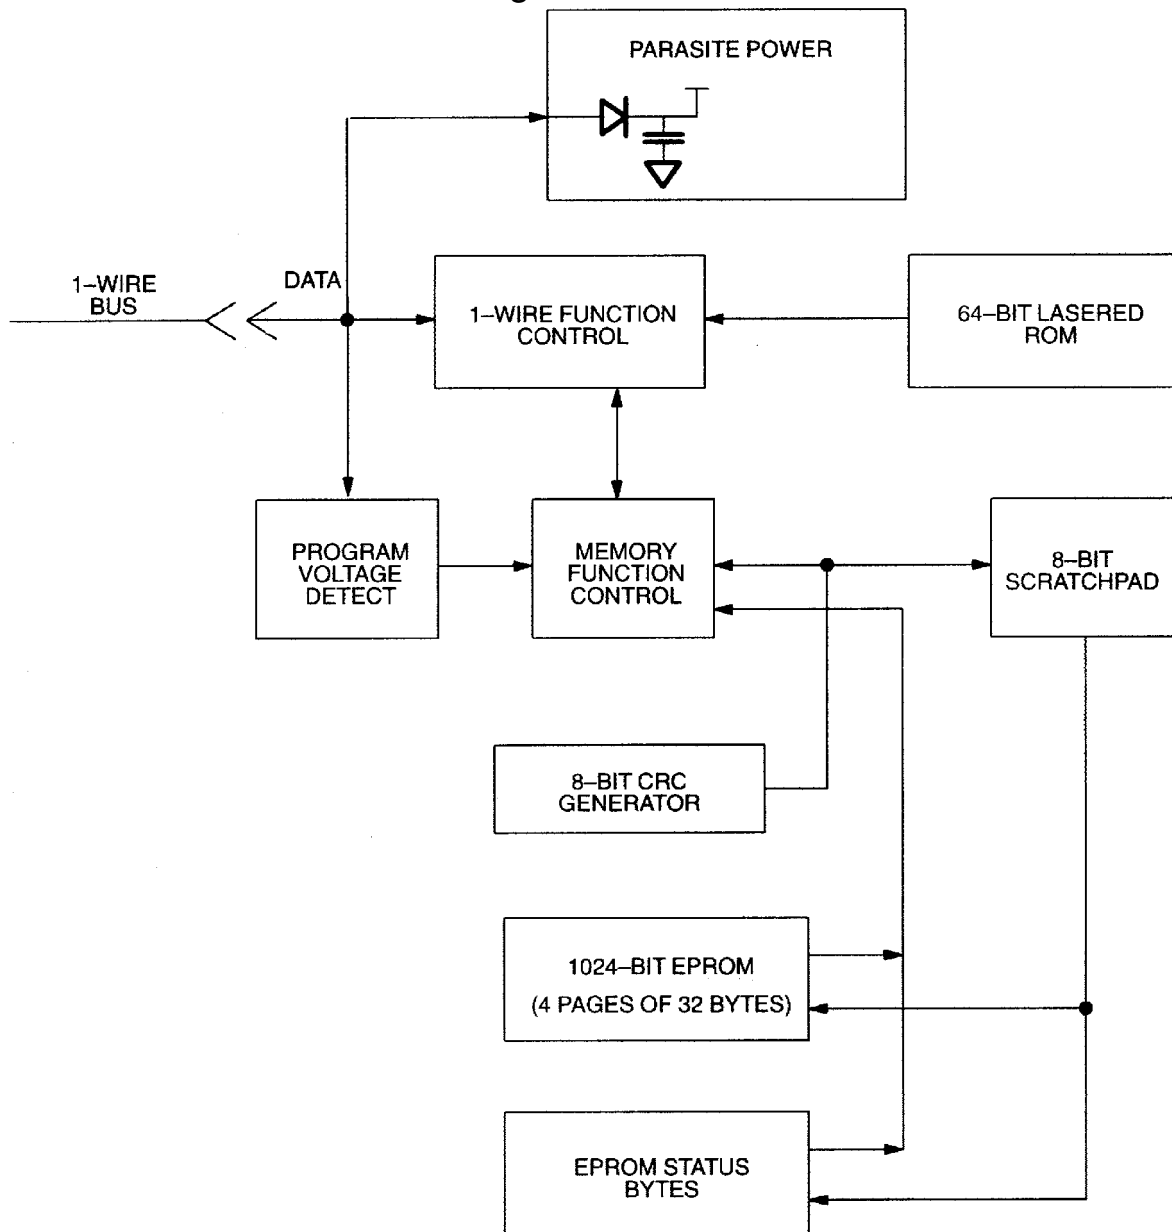 g
PARASITE POWER
1–WIRE
BUS
DATA
1–WIRE FUNCTION
CONTROL
64–BIT LASERED
ROM
PROGRAM
VOLTAGE
DETECT
MEMORY
FUNCTION
CONTROL
8–BIT
SCRATCHPAD
8–BIT CRC
GENERATOR
1024–BIT EPROM
(4 PAGES OF 32 BYTES)
EPROM STATUS
BYTES